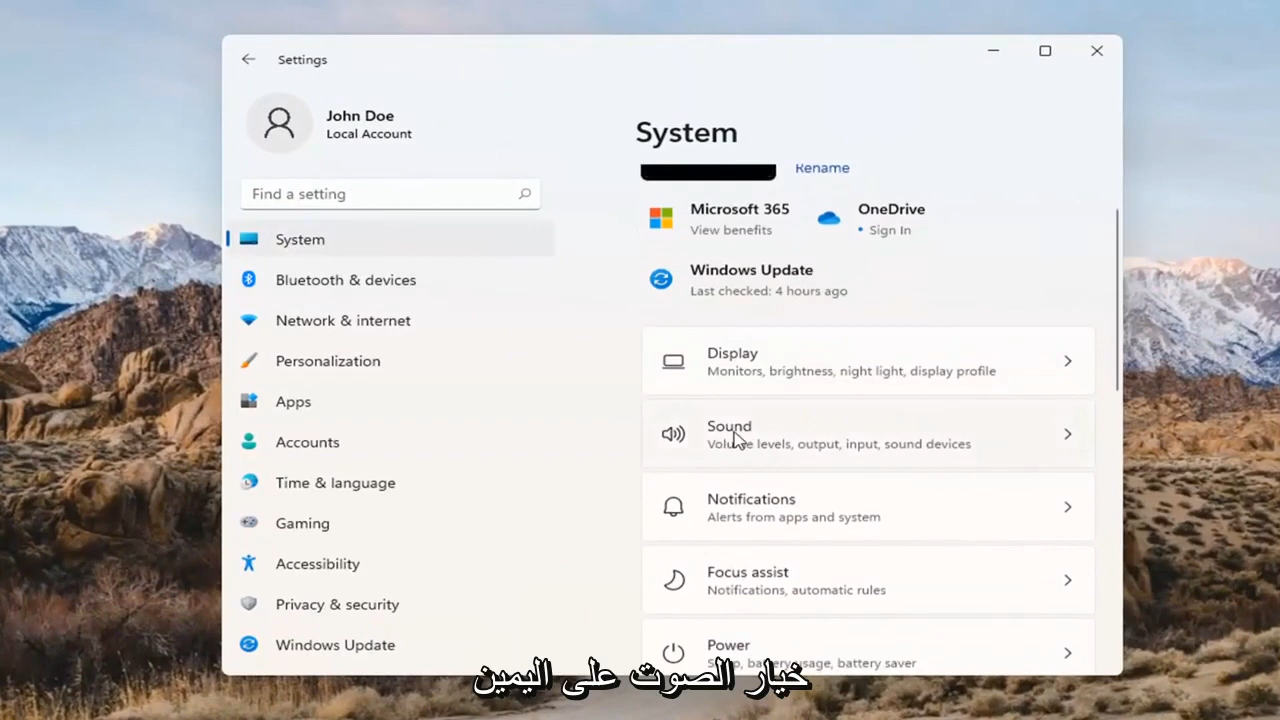 Settings
John Doe
Local Account
Find a setting
System
Bluetooth & devices
Network & internet
Personalization
Apps
Accounts
Time & language
Gaming
Accessibility
Privacy & security
Windows Update
System
Rename
Microsoft 365
View benefits
OneDrive
• Sign In
Windows Update
Last checked: 4 hours ago
Display
Monitors, brightness, night light, display profile
Sound
Volume levels, output, input, sound devices
Notifications
Alerts from apps and system
Focus assist
Notifications, automatic rules
Power
battery usage, battery saver
خيار الصوت على اليمين